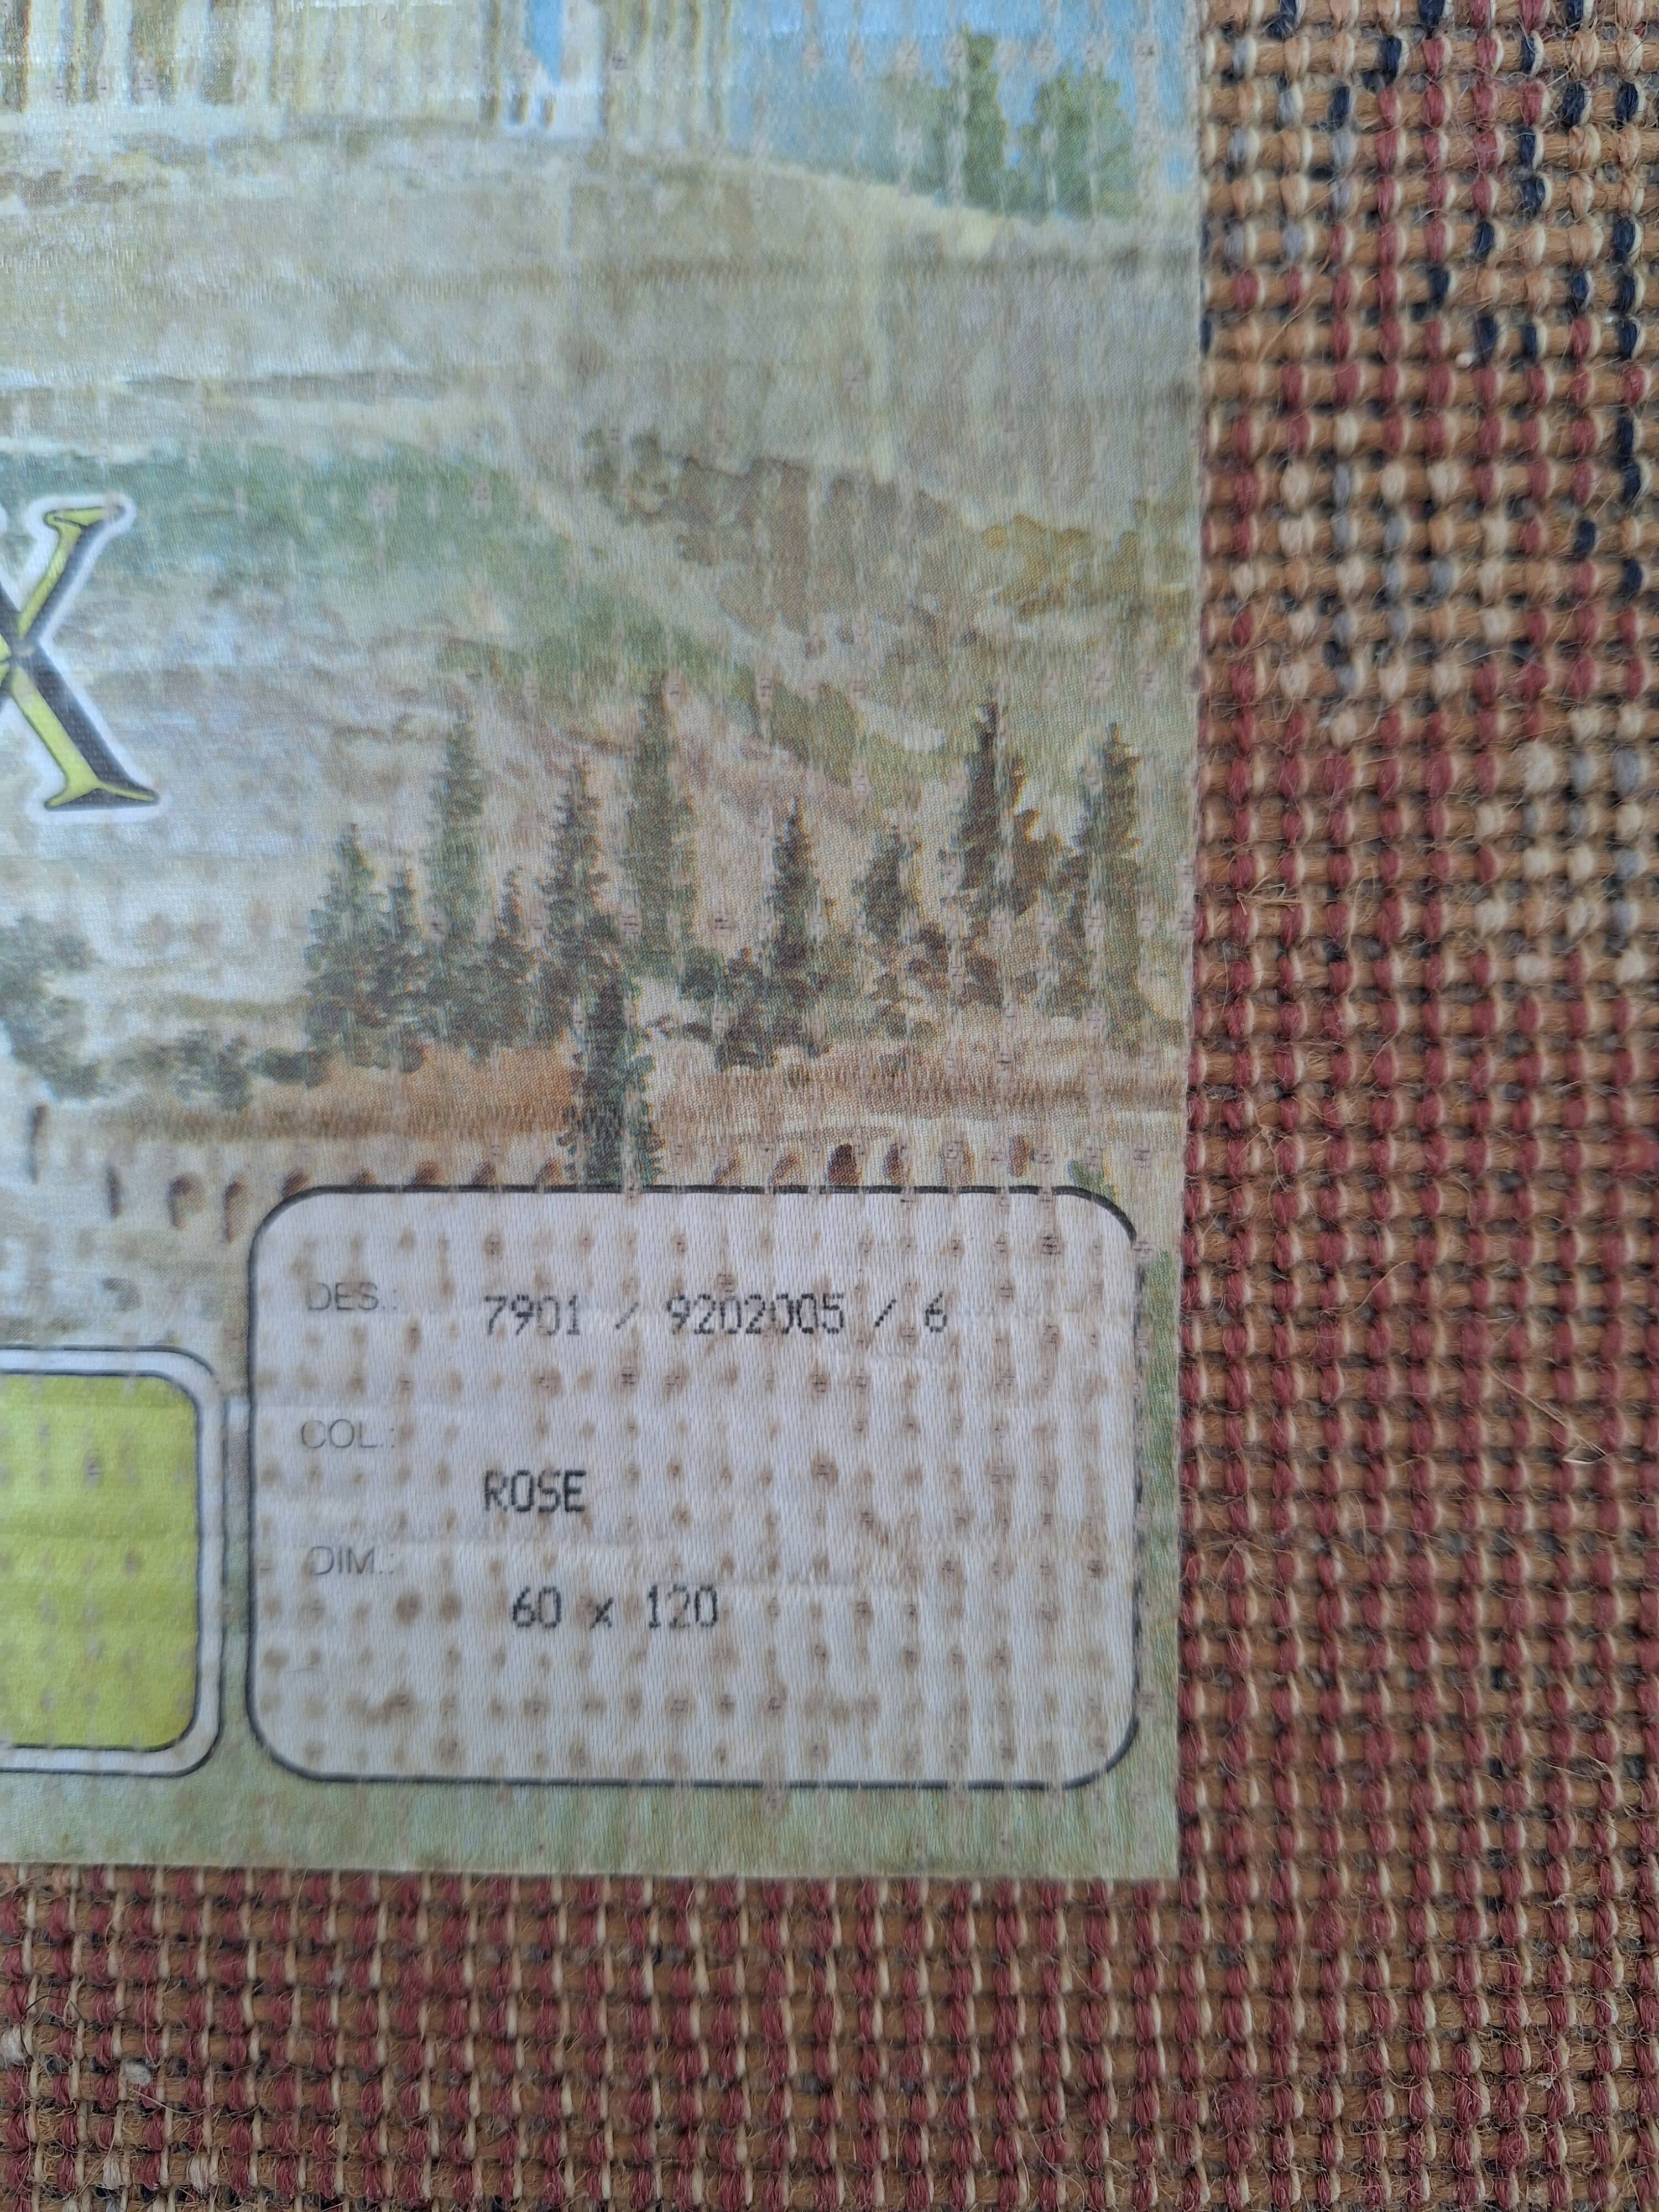 X
DES.: 7901 / 9202005 / 6
COL.:
ROSE
DIM.:
60 x 120